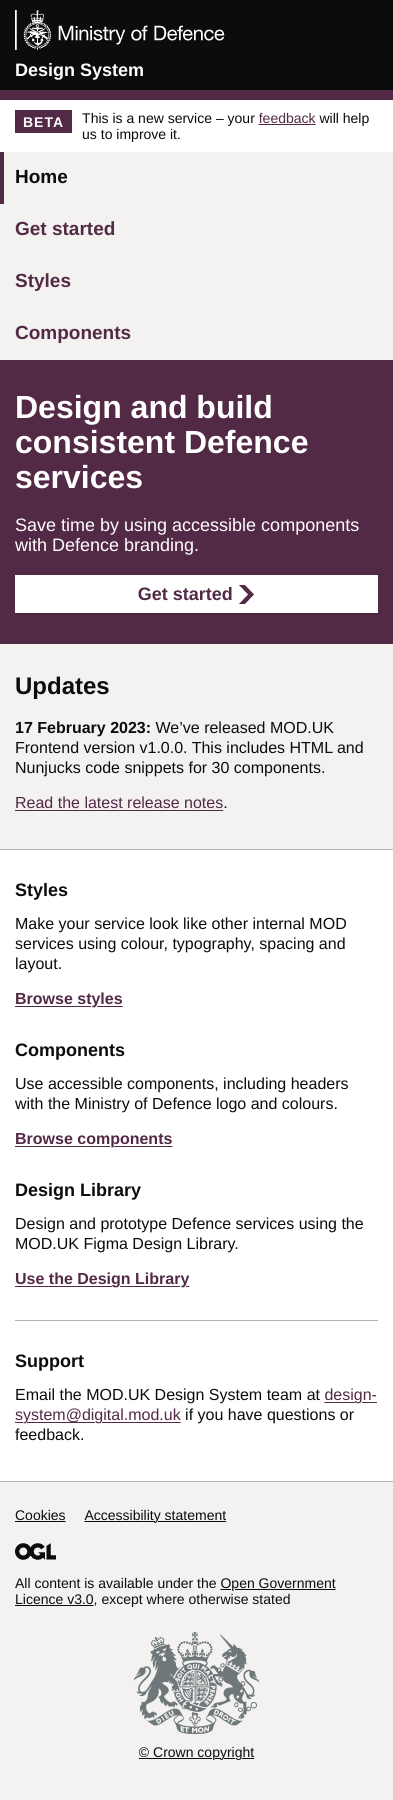 Ministry of Defence
Design System
BETA
This is a new service – your feedback will help
us to improve it.
Home
Get started
Styles
Components
Design and build
consistent Defence
services
Save time by using accessible components
with Defence branding.
Get started
Updates
17 February 2023: We’ve released MOD.UK
Frontend version v1.0.0. This includes HTML and
Nunjucks code snippets for 30 components.
Read the latest release notes.
Styles
Make your service look like other internal MOD
services using colour, typography, spacing and
layout.
Browse styles
Components
Use accessible components, including headers
with the Ministry of Defence logo and colours.
Browse components
Design Library
Design and prototype Defence services using the
MOD.UK Figma Design Library.
Use the Design Library
Support
Email the MOD.UK Design System team at design-
system@digital.mod.uk if you have questions or
feedback.
Cookies Accessibility statement
OGL
All content is available under the Open Government
Licence v3.0, except where otherwise stated
DIEU ET MON DROIT
© Crown copyright